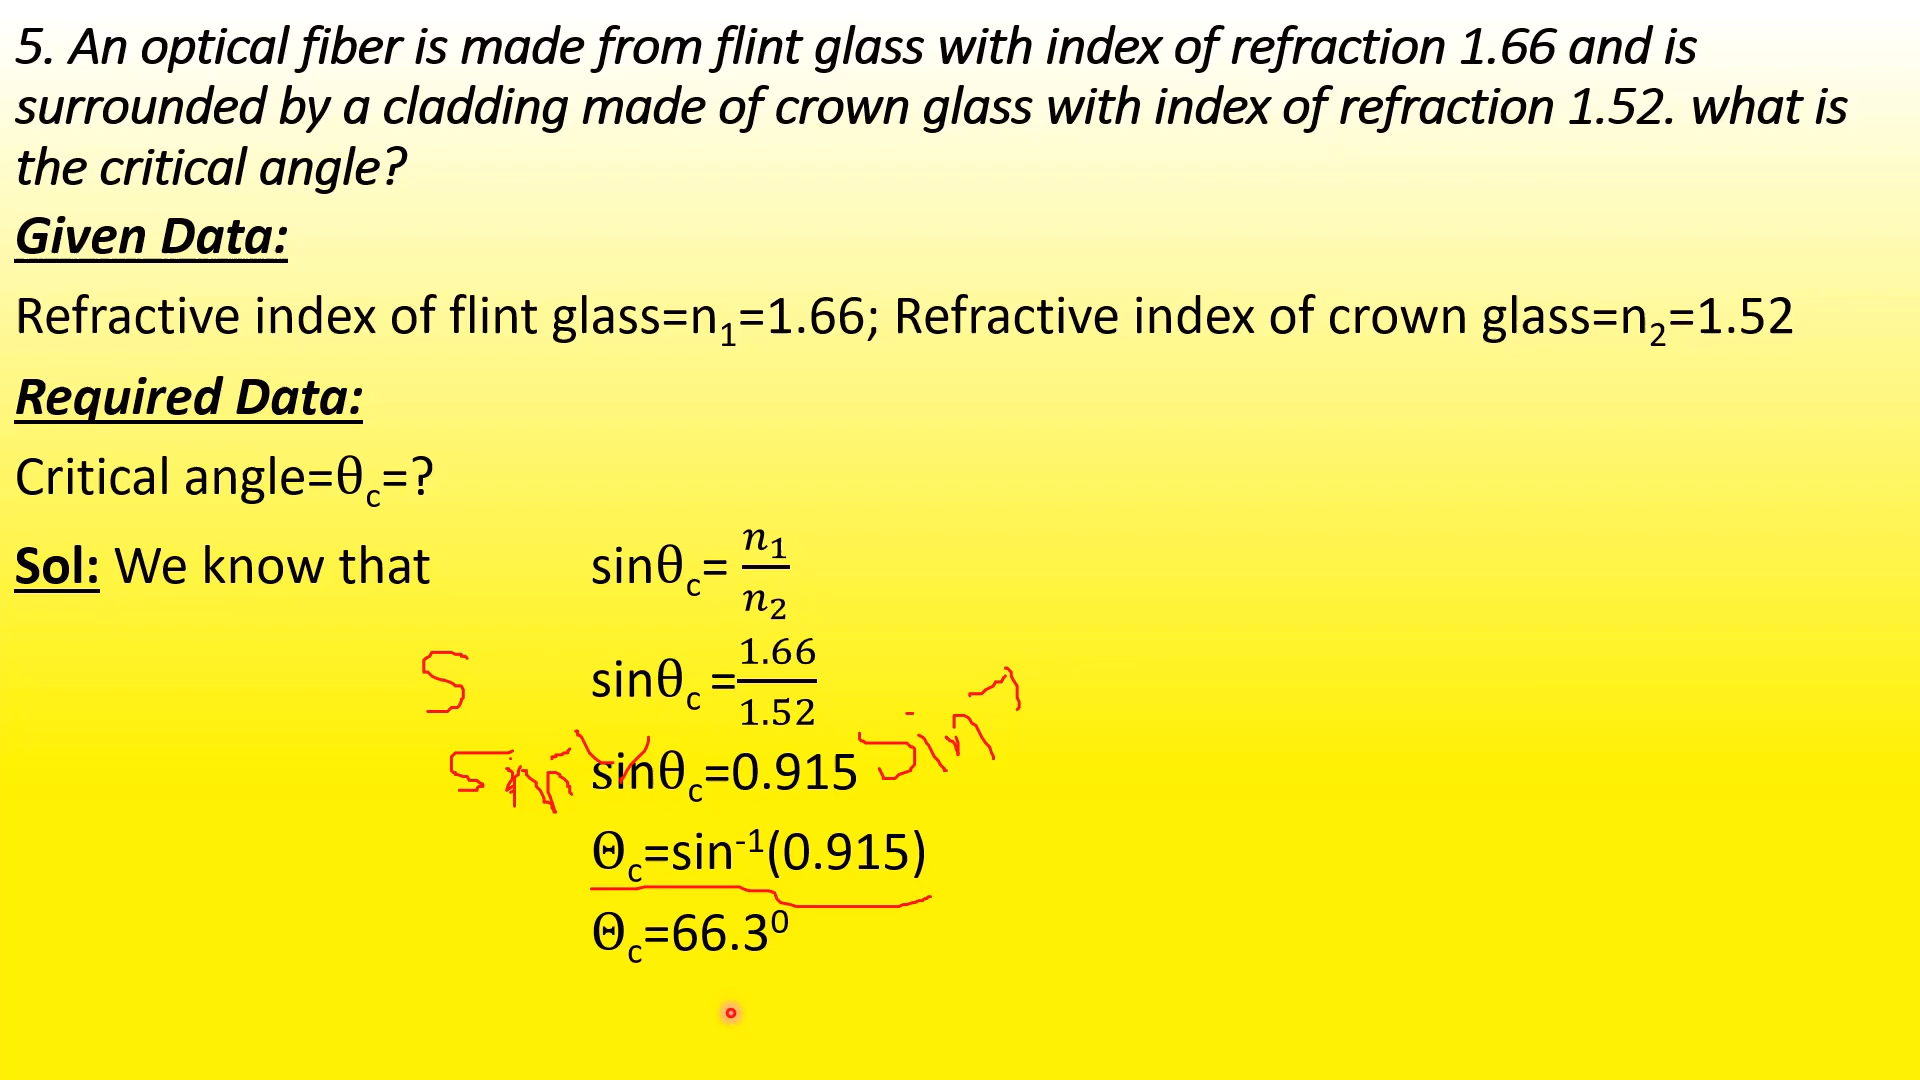 5. An optical fiber is made from flint glass with index of refraction 1.66 and is
surrounded by a cladding made of crown glass with index of refraction 1.52. what is
the critical angle?
Given Data:
Refractive index of flint glass=n₁=1.66; Refractive index of crown glass=n₂=1.52
Required Data:
Critical angle=θc=?
Sol: We know that sinθc= n₁/n₂
S sinθc =1.66/1.52
sin⁻¹ sinθc=0.915 sin⁻¹
Θc=sin⁻¹(0.915)
Θc=66.3⁰